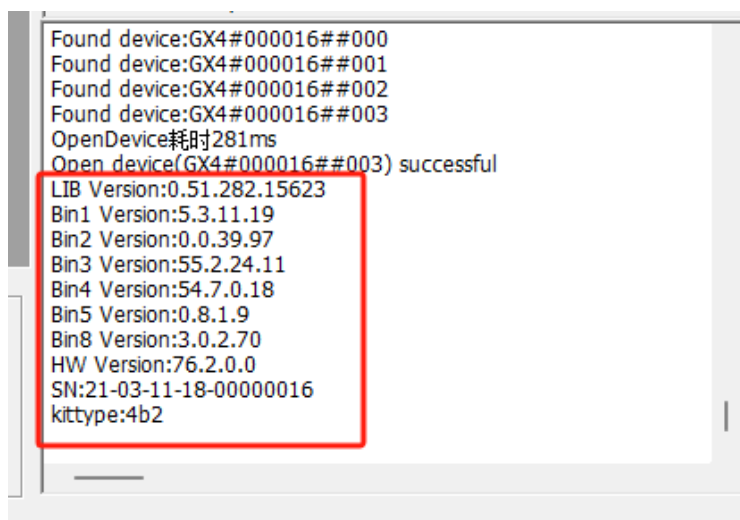 Found device:GX4#000016##000
Found device:GX4#000016##001
Found device:GX4#000016##002
Found device:GX4#000016##003
OpenDevice耗时281ms
Open device(GX4#000016##003) successful
LIB Version:0.51.282.15623
Bin1 Version:5.3.11.19
Bin2 Version:0.0.39.97
Bin3 Version:55.2.24.11
Bin4 Version:54.7.0.18
Bin5 Version:0.8.1.9
Bin8 Version:3.0.2.70
HW Version:76.2.0.0
SN:21-03-11-18-00000016
kittype:4b2